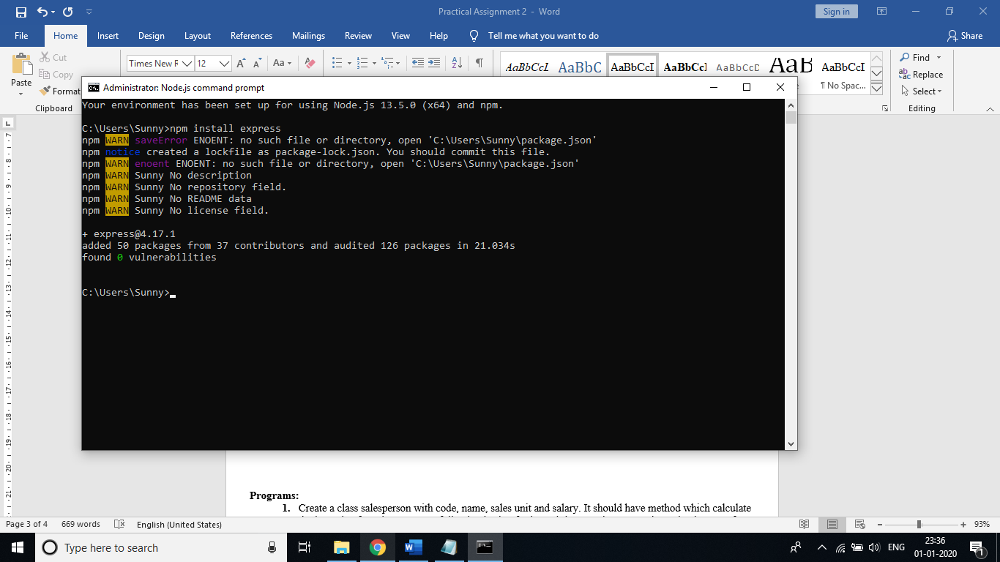 Practical Assignment 2 - Word
Sign in
File Home Insert Design Layout References Mailings Review View Help Tell me what you want to do Share
Cut
Copy
Format
Paste
Clipboard
Times New R 12
Aa
AaBbCcI AaBbC AaBbCcI AaBbCcI AaBbCcD AaB AaBbCcI
¶ No Spac...
Find
Replace
Select
Editing
Administrator: Node.js command prompt
Your environment has been set up for using Node.js 13.5.0 (x64) and npm.
C:\Users\Sunny>npm install express
npm WARN saveError ENOENT: no such file or directory, open 'C:\Users\Sunny\package.json'
npm notice created a lockfile as package-lock.json. You should commit this file.
npm WARN enoent ENOENT: no such file or directory, open 'C:\Users\Sunny\package.json'
npm WARN Sunny No description
npm WARN Sunny No repository field.
npm WARN Sunny No README data
npm WARN Sunny No license field.
+ express@4.17.1
added 50 packages from 37 contributors and audited 126 packages in 21.034s
found 0 vulnerabilities
C:\Users\Sunny>
Programs:
1. Create a class salesperson with code, name, sales unit and salary. It should have method which calculate
Page 3 of 4 669 words English (United States) 93%
Type here to search
ENG
23:36
01-01-2020
1